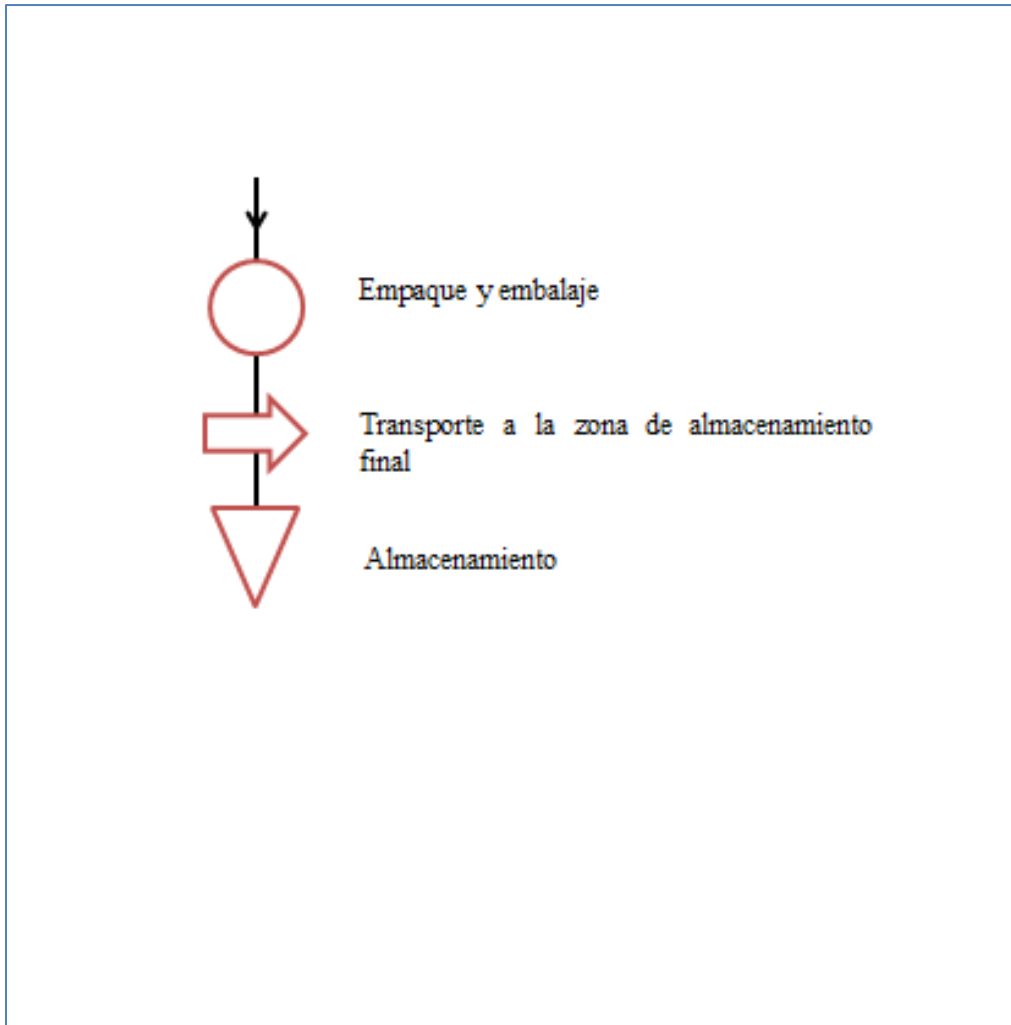 Empaque y embalaje
Transporte a la zona de almacenamiento
final
Almacenamiento